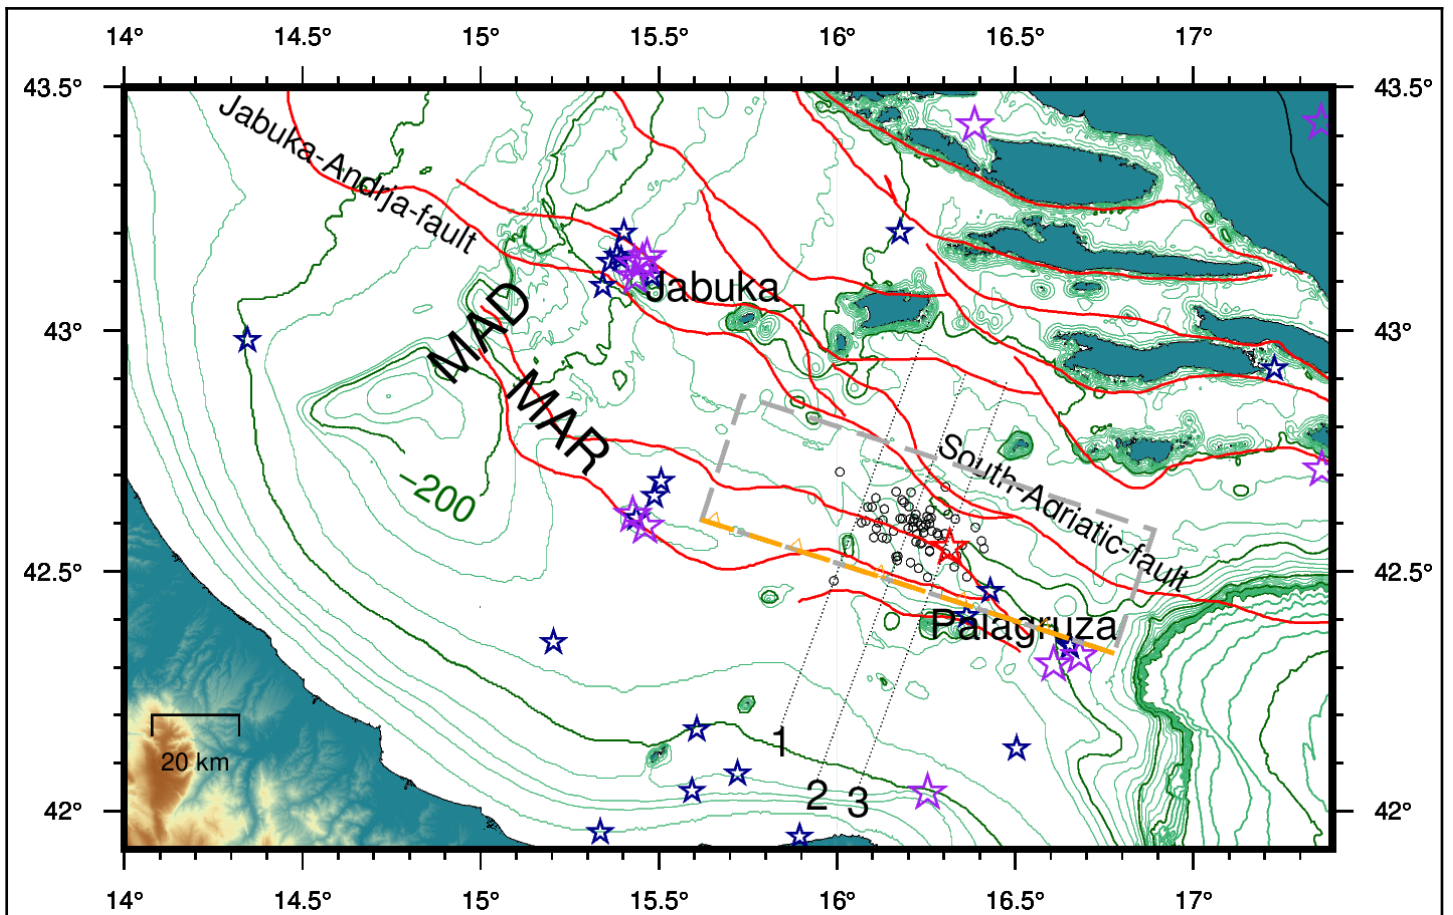 14° 14.5° 15° 15.5° 16° 16.5° 17°
43.5° 43.5°
Jabuka-Andrja-fault
Jabuka
43° 43°
MAD
MAR
−200
South-Adriatic-fault
42.5° 42.5°
Palagruza
1
20 km
2 3
42° 42°
14° 14.5° 15° 15.5° 16° 16.5° 17°